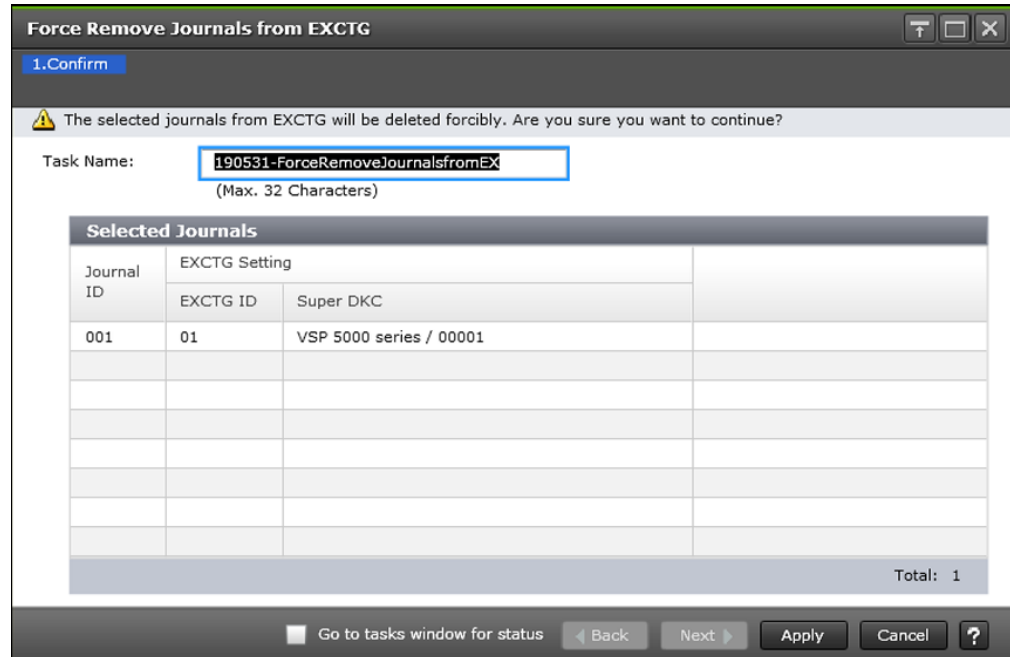 Force Remove Journals from EXCTG
1.Confirm
The selected journals from EXCTG will be deleted forcibly. Are you sure you want to continue?
Task Name: 190531-ForceRemoveJournalsfromEX
(Max. 32 Characters)
Selected Journals
Journal ID
EXCTG Setting
EXCTG ID Super DKC
001 01 VSP 5000 series / 00001
Total: 1
Go to tasks window for status Back Next Apply Cancel ?